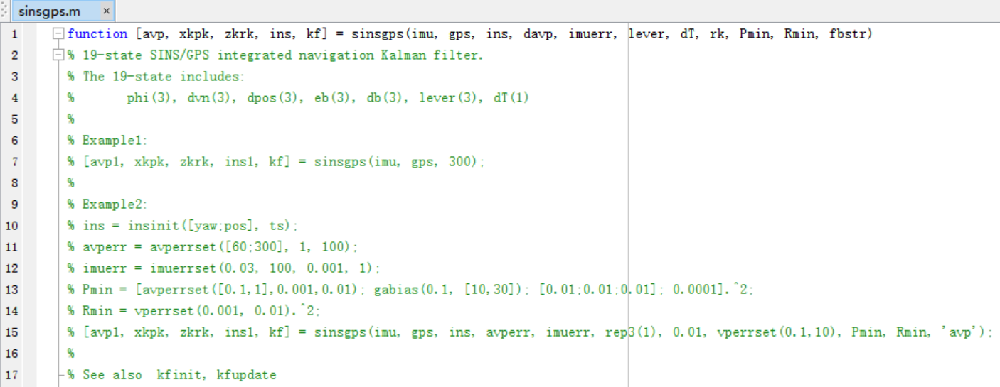 sinsgps.m ×
1 function [avp, xkpk, zkrk, ins, kf] = sinsgps(imu, gps, ins, davp, imuerr, lever, dT, rk, Pmin, Rmin, fbstr)
2 % 19-state SINS/GPS integrated navigation Kalman filter.
3 % The 19-state includes:
4 %       phi(3), dvn(3), dpos(3), eb(3), db(3), lever(3), dT(1)
5 %
6 % Example1:
7 % [avp1, xkpk, zkrk, ins1, kf] = sinsgps(imu, gps, 300);
8 %
9 % Example2:
10 % ins = insinit([yaw;pos], ts);
11 % avperr = avperrset([60;300], 1, 100);
12 % imuerr = imuerrset(0.03, 100, 0.001, 1);
13 % Pmin = [avperrset([0.1,1],0.001,0.01); gabias(0.1, [10,30]); [0.01;0.01;0.01]; 0.0001].^2;
14 % Rmin = vperrset(0.001, 0.01).^2;
15 % [avp1, xkpk, zkrk, ins1, kf] = sinsgps(imu, gps, ins, avperr, imuerr, rep3(1), 0.01, vperrset(0.1,10), Pmin, Rmin, 'avp');
16 %
17 % See also  kfinit, kfupdate